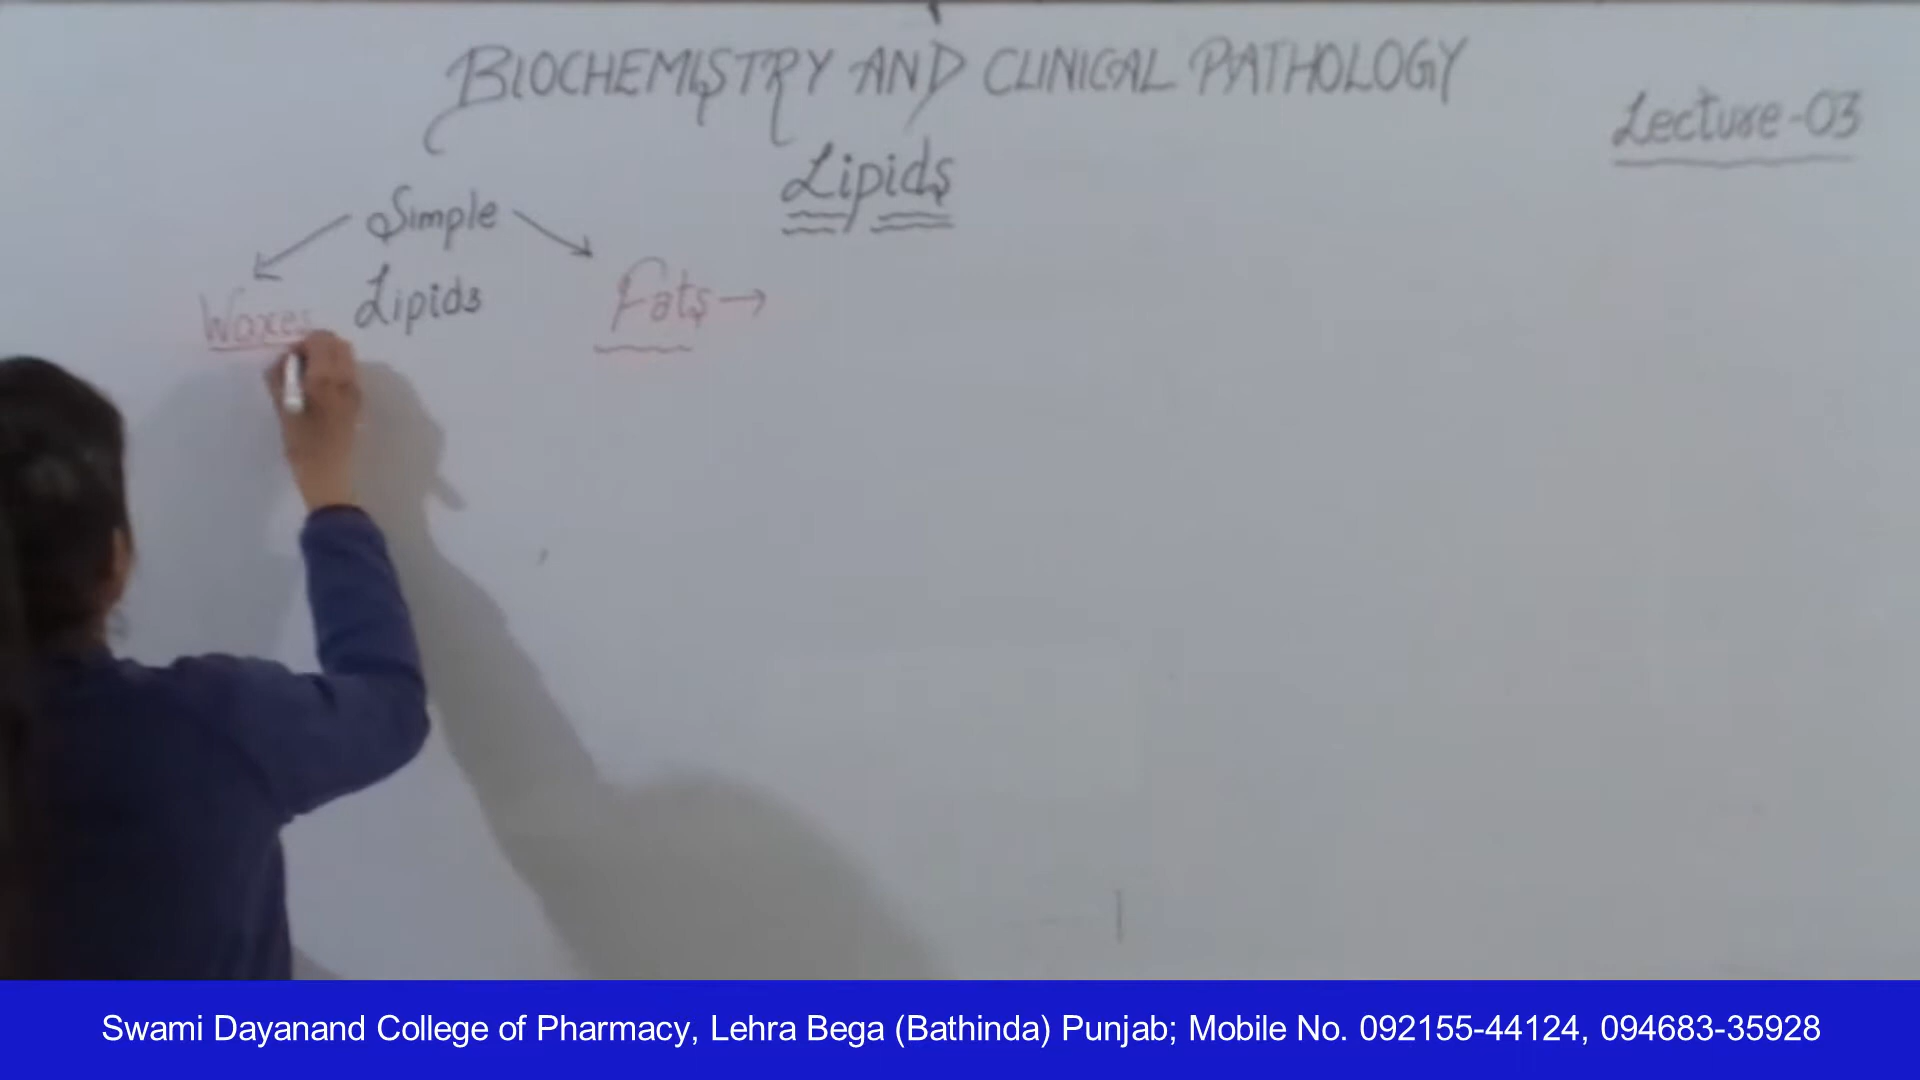 BIOCHEMISTRY AND CLINICAL PATHOLOGY
Lecture-03
Lipids
Simple
Lipids
Waxes
Fats→
Swami Dayanand College of Pharmacy, Lehra Bega (Bathinda) Punjab; Mobile No. 092155-44124, 094683-35928